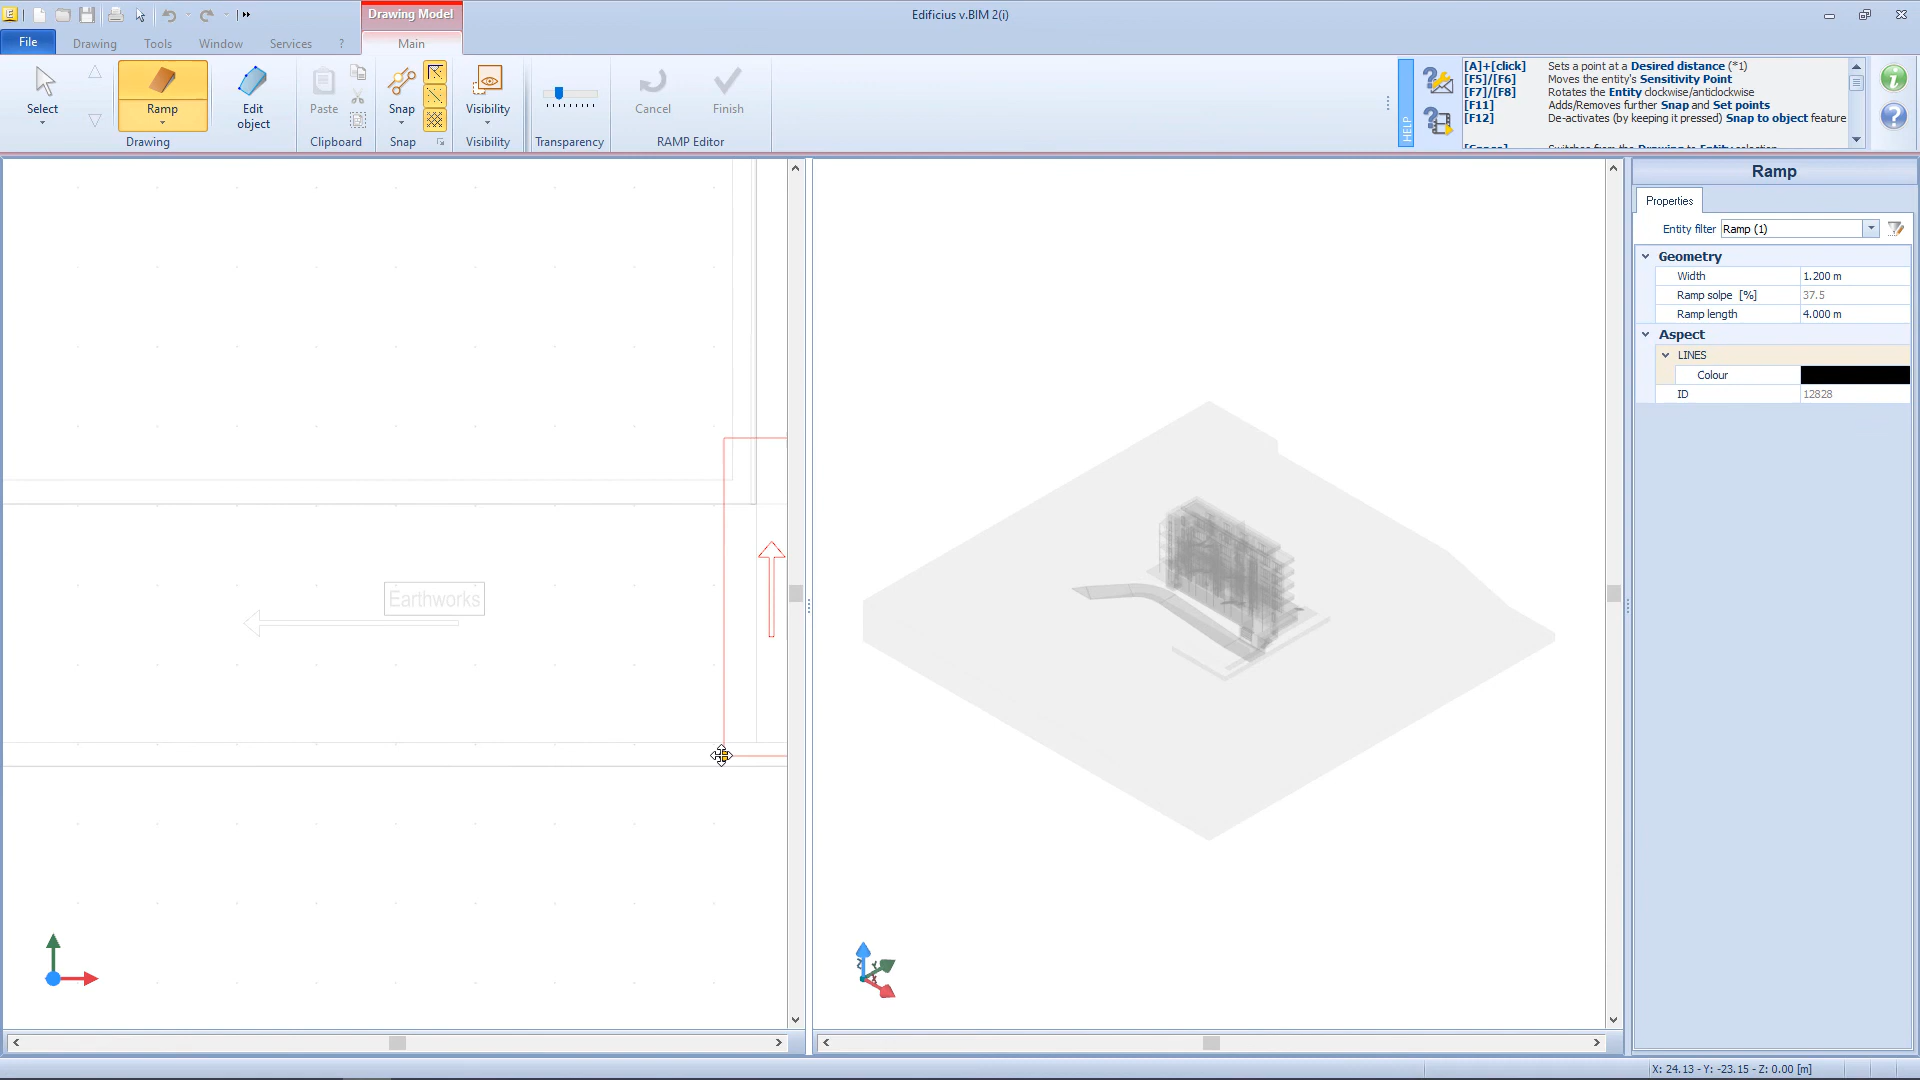 Drawing Model
Edificius v.BIM 2(i)
File
Drawing
Tools
Window
Services
?
Main
Select
Ramp
Edit
object
Drawing
Paste
Clipboard
Snap
Snap
Visibility
Visibility
Transparency
Cancel
Finish
RAMP Editor
HELP
[A]+[click] Sets a point at a Desired distance (*1)
[F5]/[F6] Moves the entity's Sensitivity Point
[F7]/[F8] Rotates the Entity clockwise/anticlockwise
[F11] Adds/Removes further Snap and Set points
[F12] De-activates (by keeping it pressed) Snap to object feature
Ramp
Properties
Entity filter Ramp (1)
Geometry
Width 1.200 m
Ramp solpe [%] 37.5
Ramp length 4.000 m
Aspect
LINES
Colour
ID 12828
Earthworks
X: 24.13 - Y: -23.15 - Z: 0.00 [m]